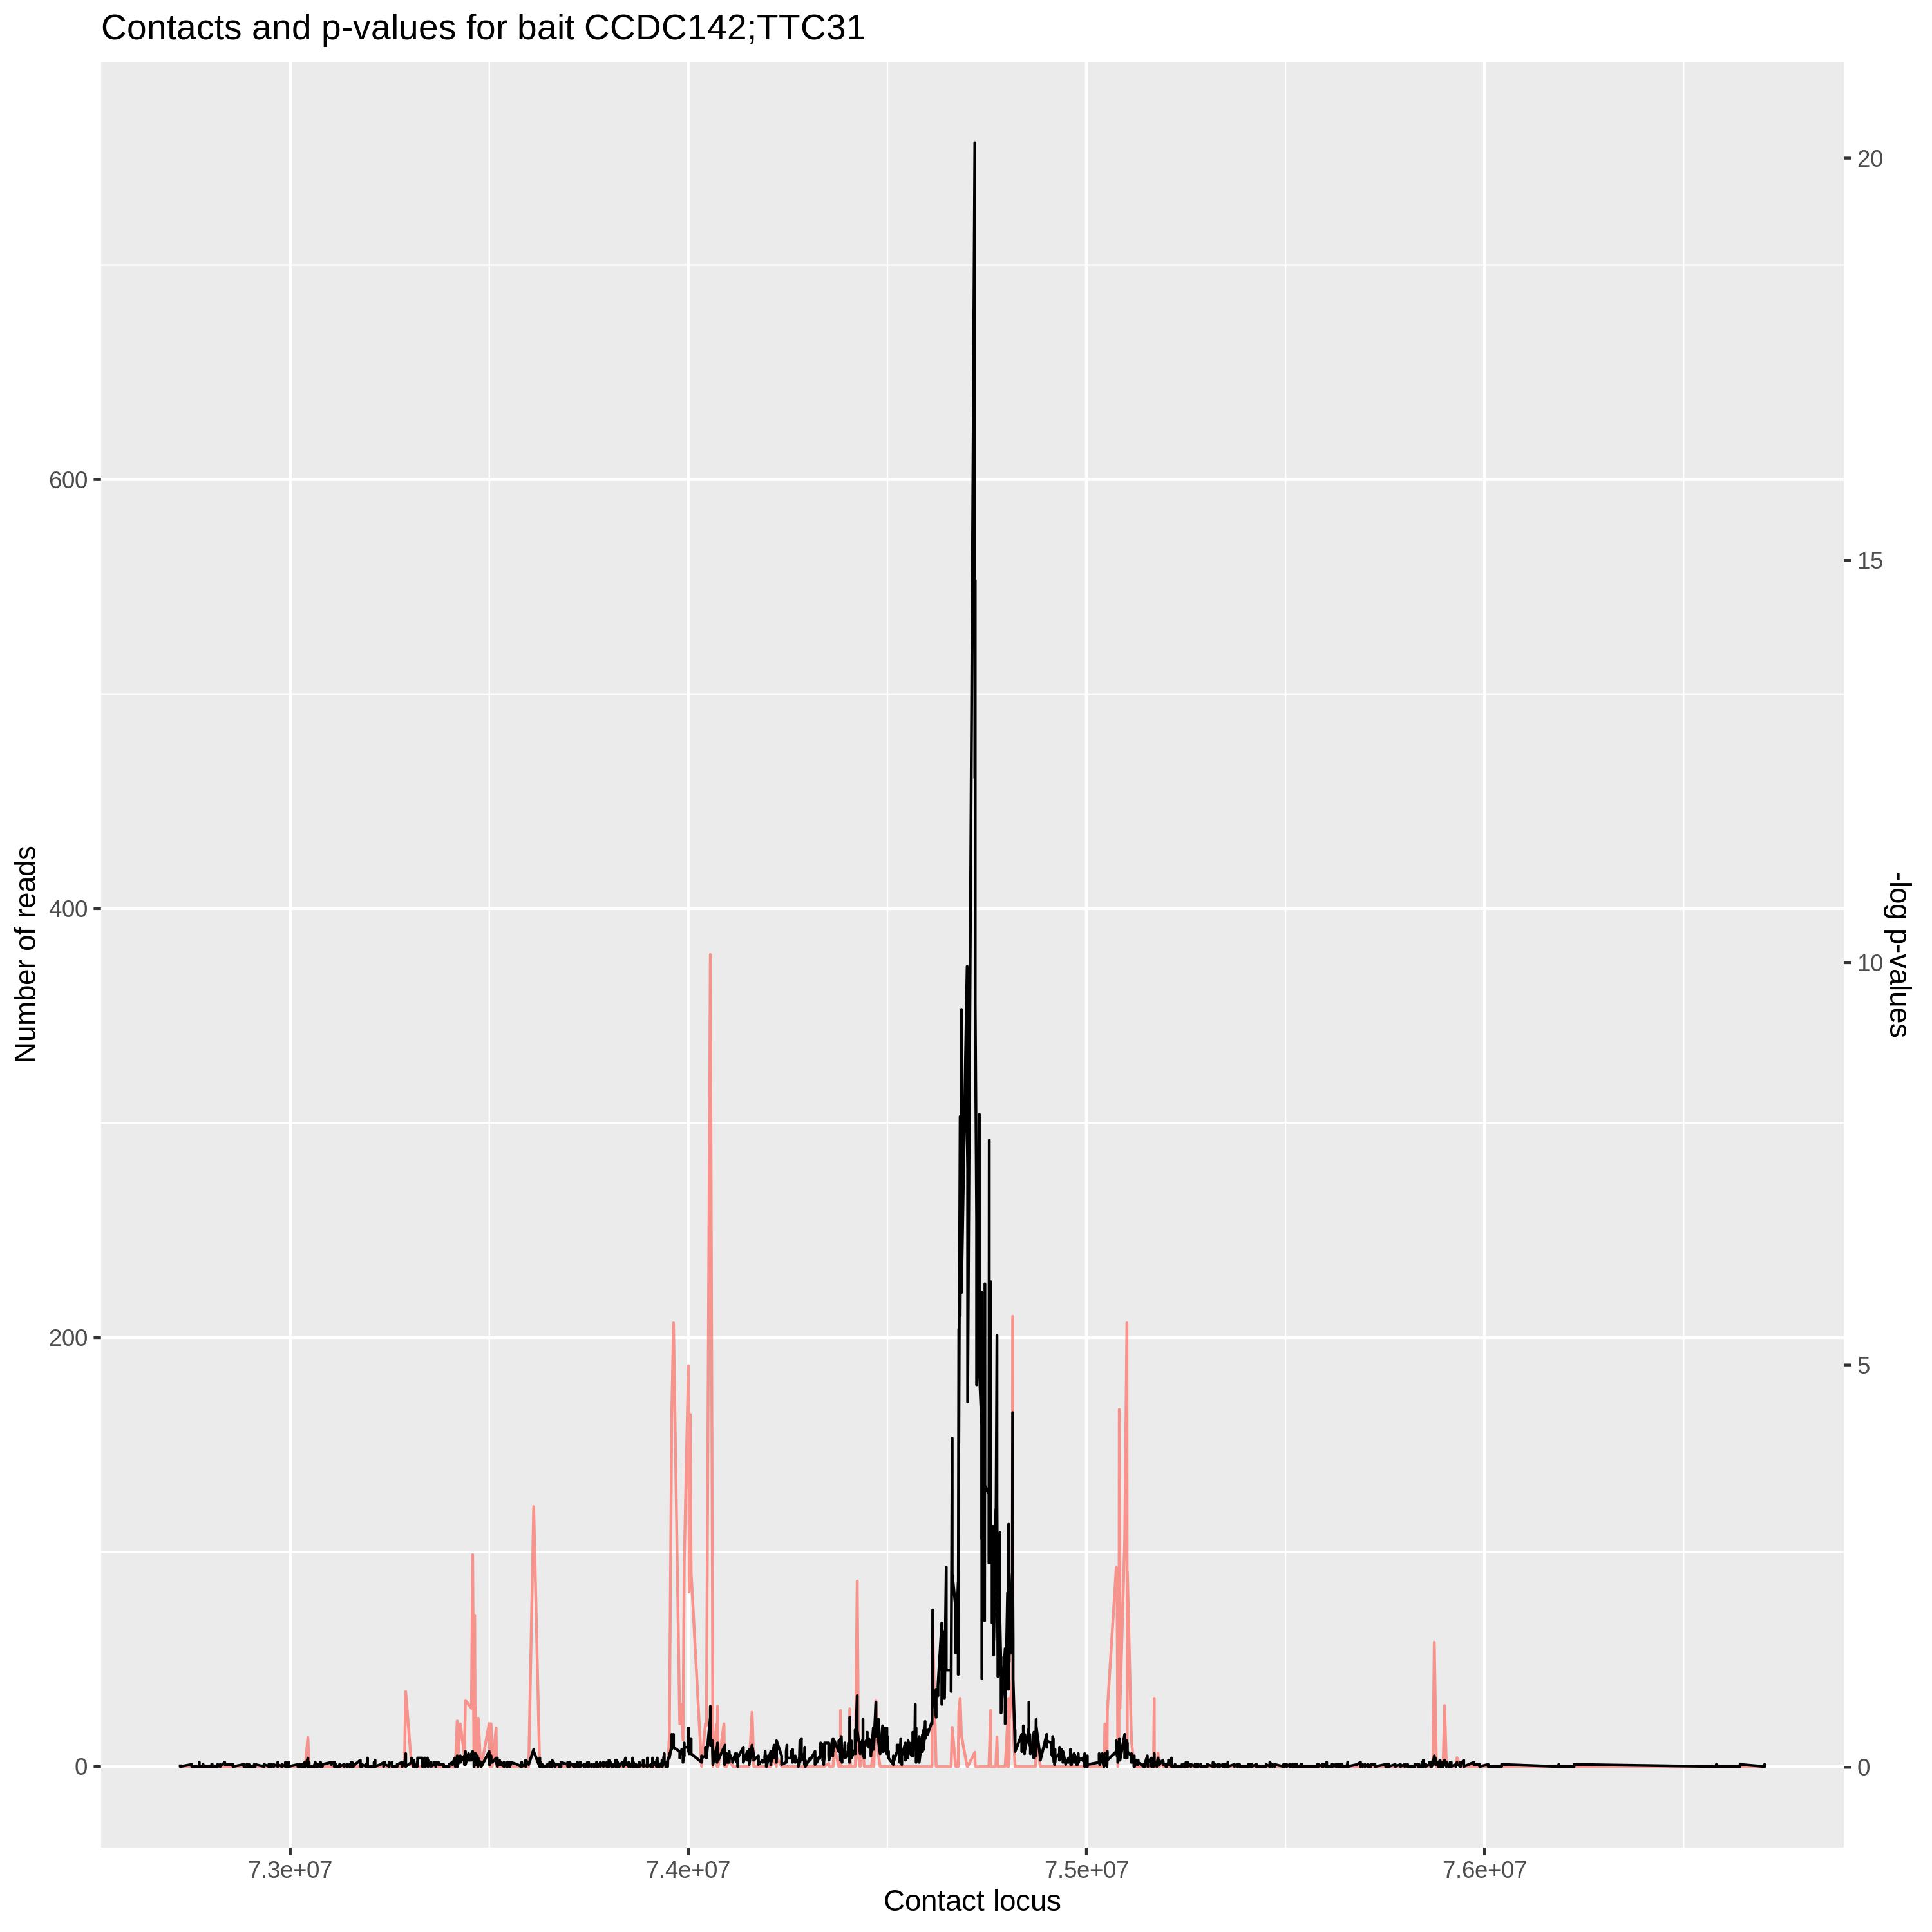 Contacts and p-values for bait CCDC142;TTC31
Number of reads
600
400
200
0
20
15
10
5
0
-log p-values
7.3e+07
7.4e+07
7.5e+07
7.6e+07
Contact locus